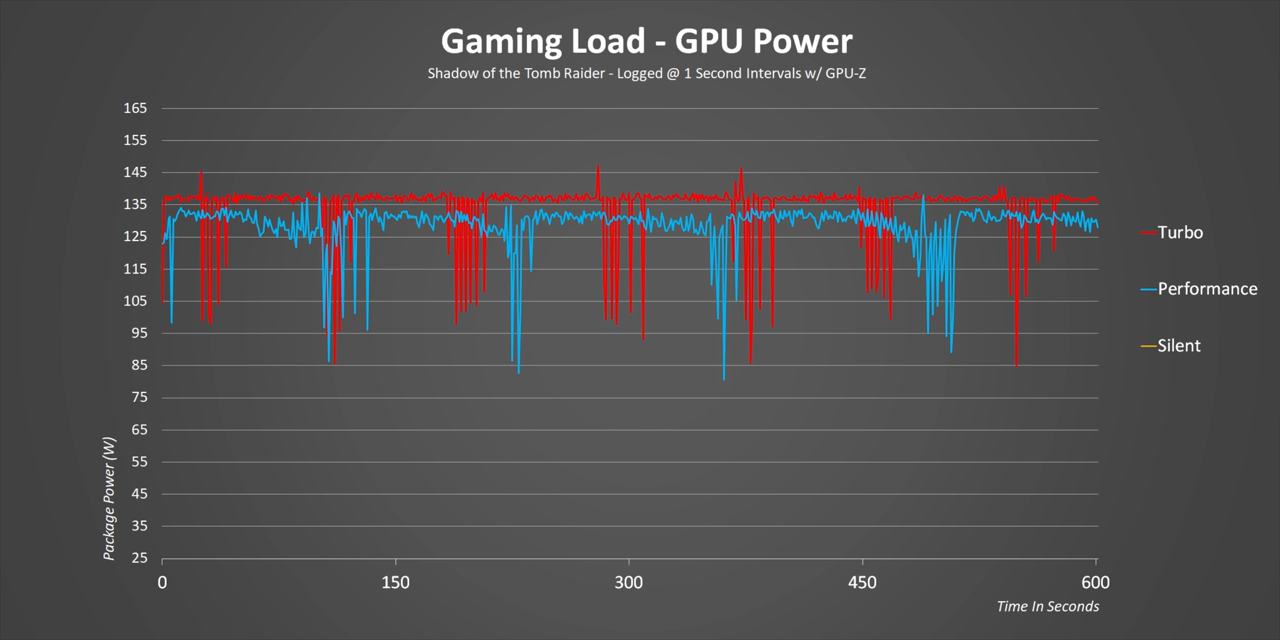 Gaming Load - GPU Power
Shadow of the Tomb Raider - Logged @ 1 Second Intervals w/ GPU-Z
165
155
145
135
125
115
105
95
85
75
65
55
45
35
25
Package Power (W)
0 150 300 450 600
Time In Seconds
Turbo
Performance
Silent